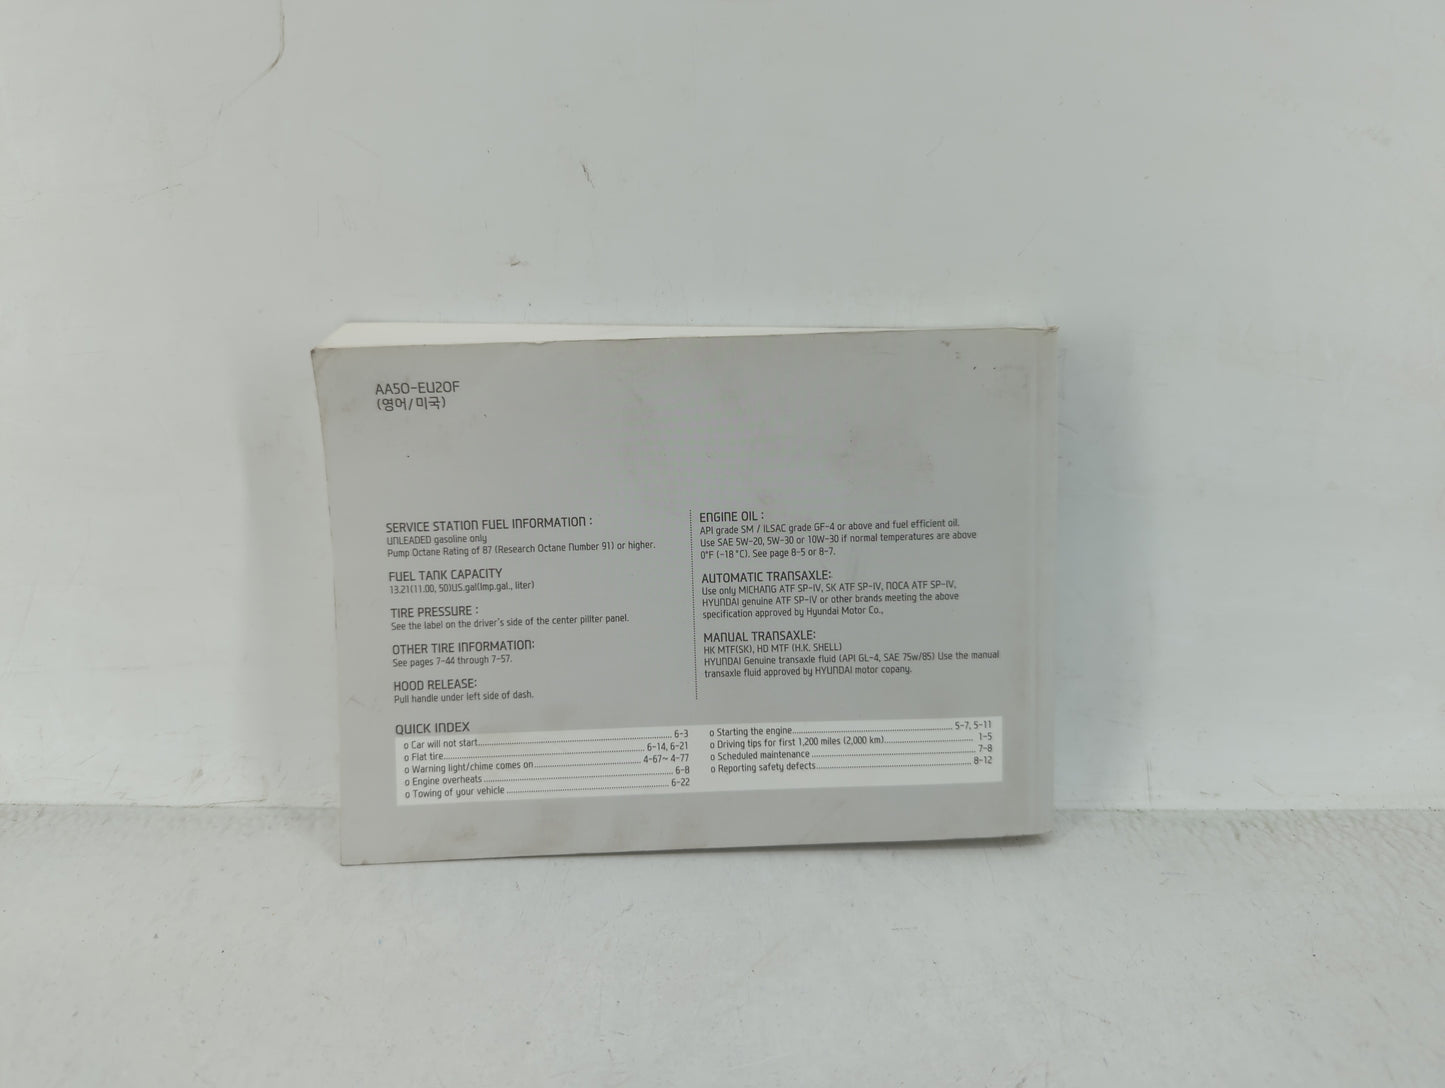 AA50-EU20F
(영어/미국)
SERVICE STATION FUEL INFORMATION :
UNLEADED gasoline only
Pump Octane Rating of 87 (Research Octane Number 91) or higher.
FUEL TANK CAPACITY
13.21(11.00, 50)US.gal(Imp.gal., liter)
TIRE PRESSURE :
See the label on the driver's side of the center pillter panel.
OTHER TIRE INFORMATION:
See pages 7-44 through 7-57.
HOOD RELEASE:
Pull handle under left side of dash.
ENGINE OIL :
API grade SM / ILSAC grade GF-4 or above and fuel efficient oil.
Use SAE 5W-20, 5W-30 or 10W-30 if normal temperatures are above
0°F (-18°C). See page 8-5 or 8-7.
AUTOMATIC TRANSAXLE:
Use only MICHANG ATF SP-IV, SK ATF SP-IV, NOCA ATF SP-IV,
HYUNDAI genuine ATF SP-IV or other brands meeting the above
specification approved by Hyundai Motor Co.,
MANUAL TRANSAXLE:
HK MTF(SK), HD MTF (H.K. SHELL)
HYUNDAI Genuine transaxle fluid (API GL-4, SAE 75w/85) Use the manual
transaxle fluid approved by HYUNDAI motor copany.
QUICK INDEX
o Car will not start 6-3
o Flat tire 6-14, 6-21
o Warning light/chime comes on 4-67~ 4-77
o Engine overheats 6-8
o Towing of your vehicle 6-22
o Starting the engine 5-7, 5-11
o Driving tips for first 1,200 miles (2,000 km) 1-5
o Scheduled maintenance 7-8
o Reporting safety defects 8-12